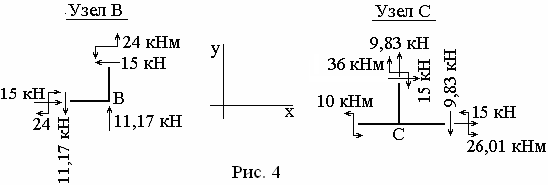 Узел В
24 кНм
15 кН
15 кН
В
24
11,17 кН
11,17 кН
у
х
Узел С
9,83 кН
36 кНм
15 кН
9,83 кН
10 кНм
15 кН
С
26,01 кНм
Рис. 4